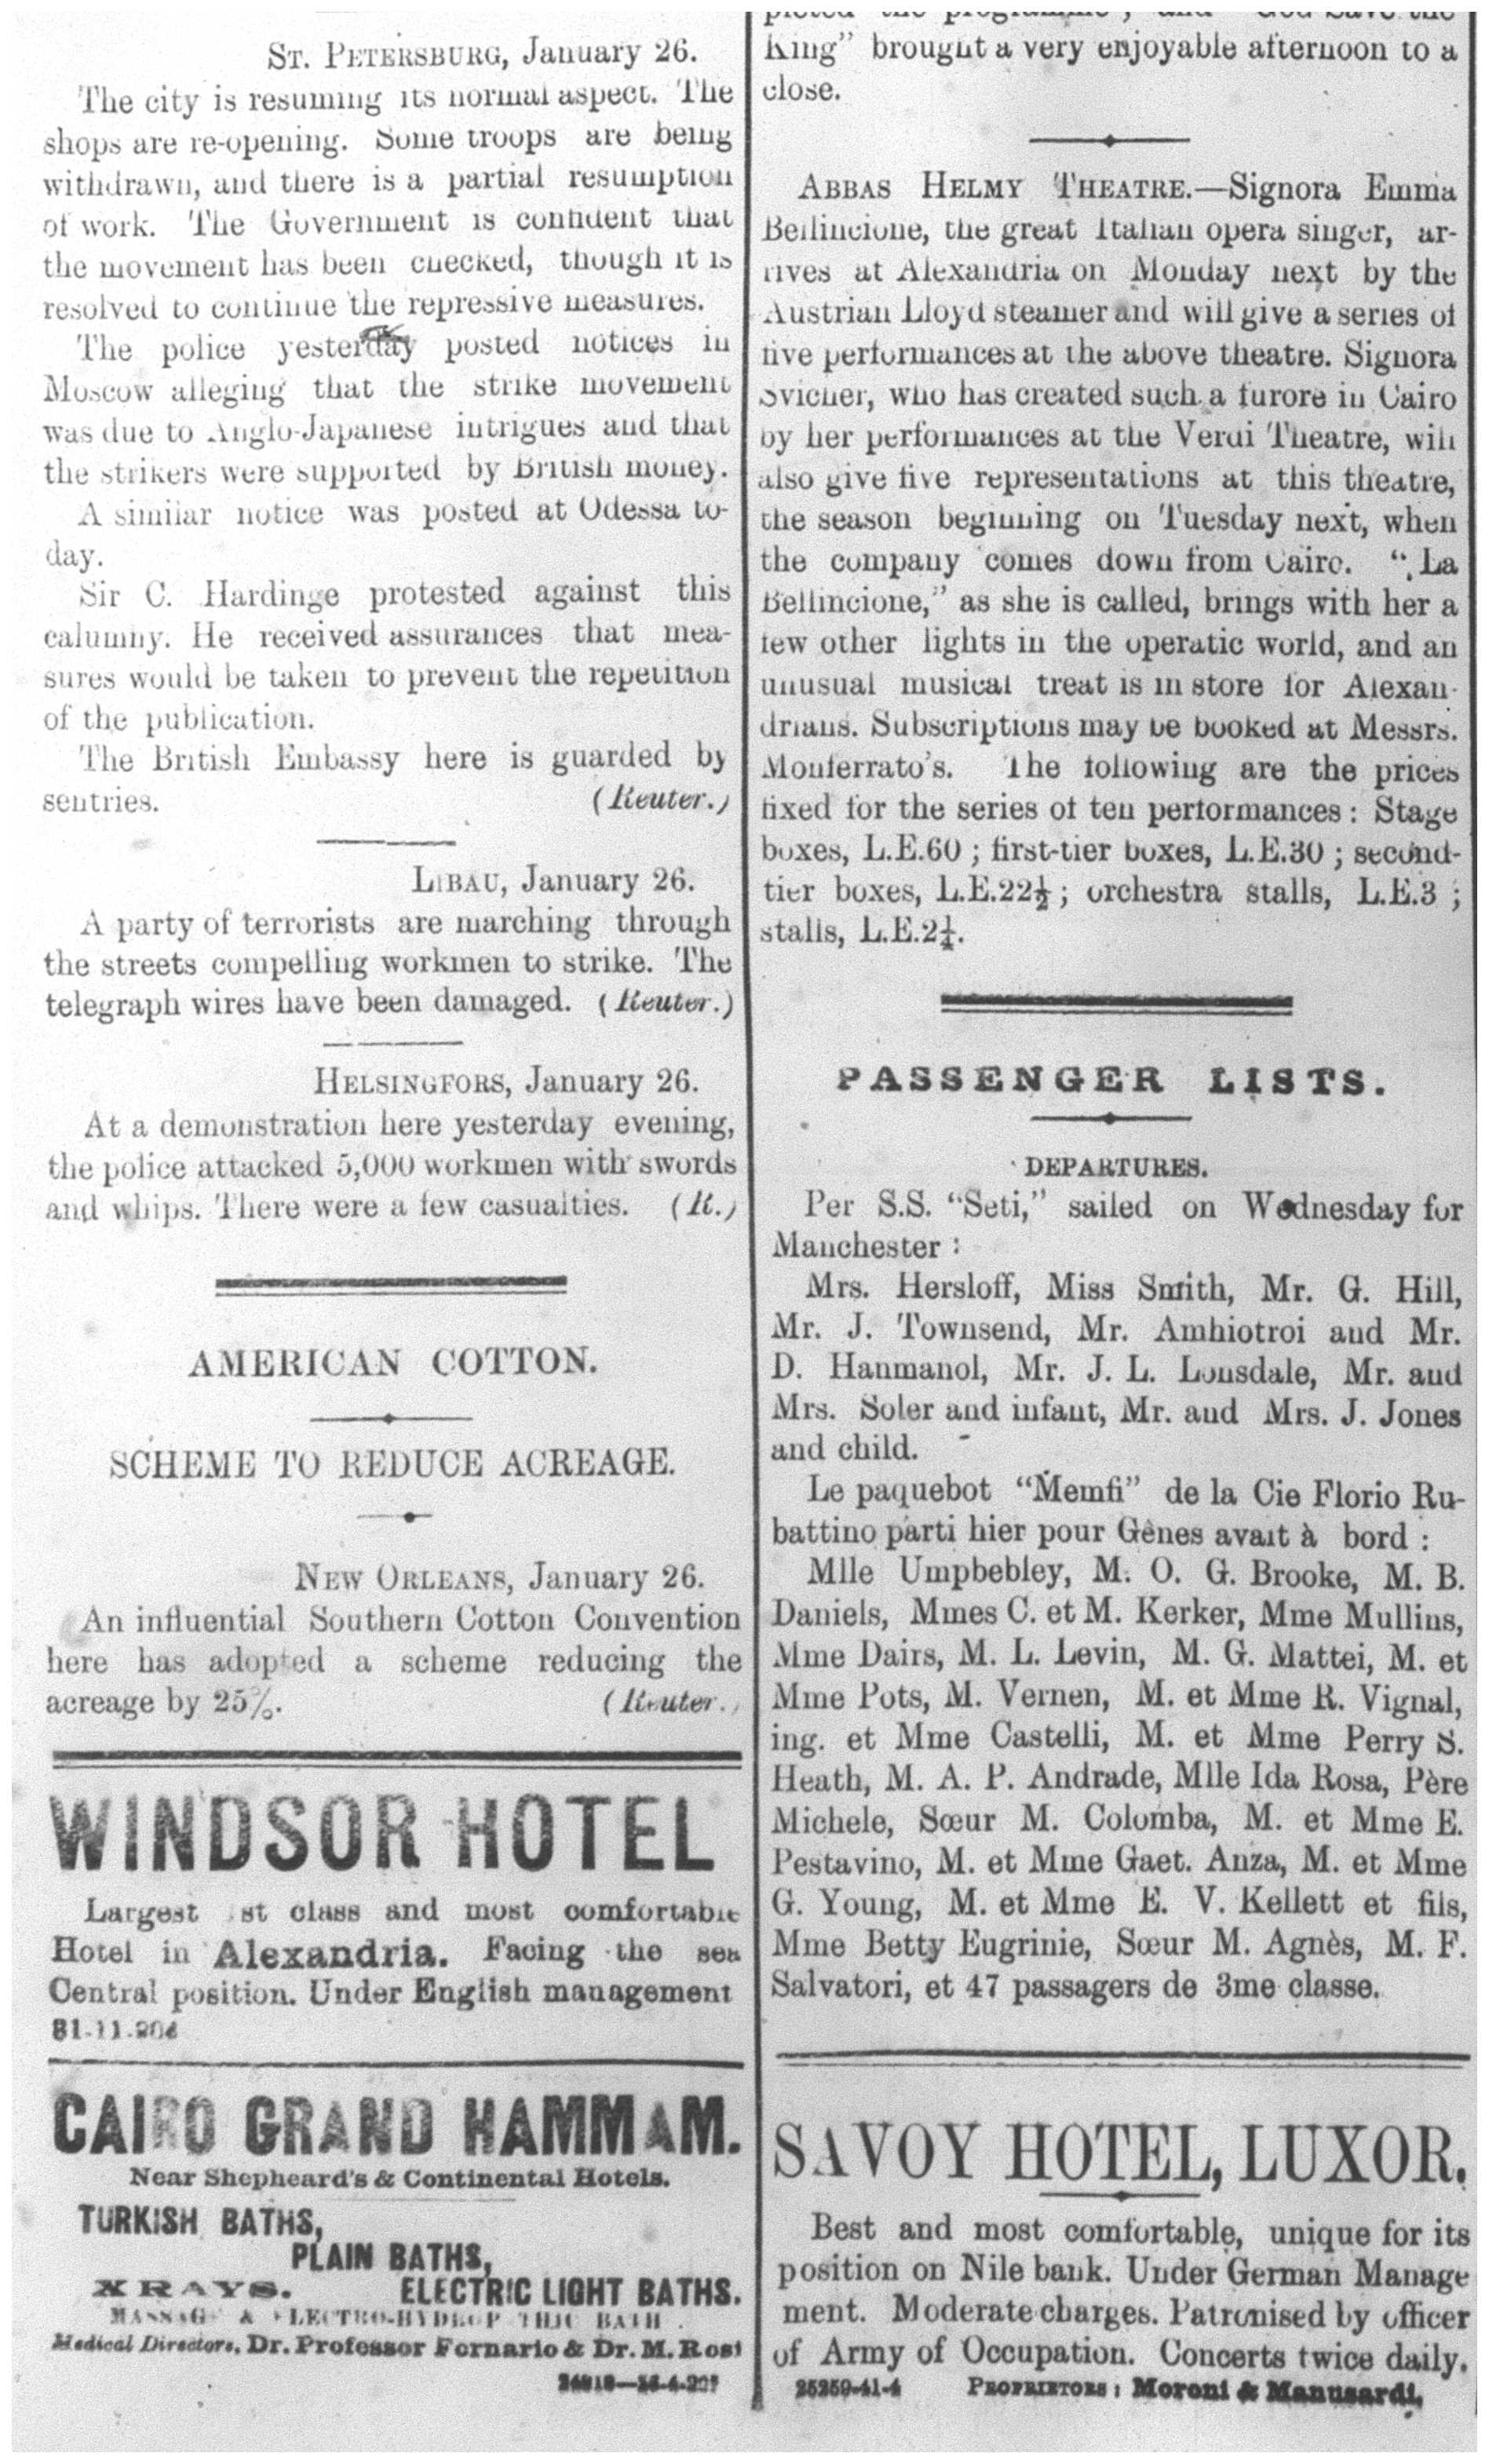 ST. PETERSBURG, January 26.
The city is resuming its normal aspect. The
shops are re-opening. Some troops are being
withdrawn, and there is a partial resumption
of work. The Government is confident that
the movement has been checked, though it is
resolved to continue the repressive measures.
The police yesterday posted notices in
Moscow alleging that the strike movement
was due to Anglo-Japanese intrigues and that
the strikers were supported by British money.
A similar notice was posted at Odessa to-
day.
Sir C. Hardinge protested against this
calumny. He received assurances that mea-
sures would be taken to prevent the repetition
of the publication.
The British Embassy here is guarded by
sentries. (Reuter.)
LIBAU, January 26.
A party of terrorists are marching through
the streets compelling workmen to strike. The
telegraph wires have been damaged. (Reuter.)
HELSINGFORS, January 26.
At a demonstration here yesterday evening,
the police attacked 5,000 workmen with swords
and whips. There were a few casualties. (R.)
AMERICAN COTTON.
SCHEME TO REDUCE ACREAGE.
NEW ORLEANS, January 26.
An influential Southern Cotton Convention
here has adopted a scheme reducing the
acreage by 25%. (Reuter.)
WINDSOR HOTEL
Largest st class and most comfortable
Hotel in Alexandria. Facing the sea
Central position. Under English management
31-11-904
CAIRO GRAND HAMMAM.
Near Shepheard's & Continental Hotels.
TURKISH BATHS,
PLAIN BATHS,
X RAYS. ELECTRIC LIGHT BATHS.
MASSAGE & ELECTRO-HYDROPATHIC BATH.
Medical Directors, Dr. Professor Fornario & Dr. M. Rosi
pleted the programme, and "God Save the
King" brought a very enjoyable afternoon to a
close.
ABBAS HELMY THEATRE.—Signora Emma
Bellincione, the great Italian opera singer, ar-
rives at Alexandria on Monday next by the
Austrian Lloyd steamer and will give a series of
five performances at the above theatre. Signora
Svicher, who has created such a furore in Cairo
by her performances at the Verdi Theatre, will
also give five representations at this theatre,
the season beginning on Tuesday next, when
the company comes down from Cairo. "La
Bellincione," as she is called, brings with her a
few other lights in the operatic world, and an
unusual musical treat is in store for Alexan-
drians. Subscriptions may be booked at Messrs.
Monferrato's. The following are the prices
fixed for the series of ten performances: Stage
boxes, L.E.60; first-tier boxes, L.E.30; second-
tier boxes, L.E.22½; orchestra stalls, L.E.3;
stalls, L.E.2¼.
PASSENGER LISTS.
DEPARTURES.
Per S.S. "Seti," sailed on Wednesday for
Manchester:
Mrs. Hersloff, Miss Smith, Mr. G. Hill,
Mr. J. Townsend, Mr. Amhiotroi and Mr.
D. Hanmanol, Mr. J. L. Lonsdale, Mr. and
Mrs. Soler and infant, Mr. and Mrs. J. Jones
and child.
Le paquebot "Memfi" de la Cie Florio Ru-
battino parti hier pour Gênes avait à bord:
Mlle Umpbebley, M. O. G. Brooke, M. B.
Daniels, Mmes C. et M. Kerker, Mme Mullins,
Mme Dairs, M. L. Levin, M. G. Mattei, M. et
Mme Pots, M. Vernen, M. et Mme R. Vignal,
ing. et Mme Castelli, M. et Mme Perry S.
Heath, M. A. P. Andrade, Mlle Ida Rosa, Père
Michele, Sœur M. Colomba, M. et Mme E.
Pestavino, M. et Mme Gaet. Anza, M. et Mme
G. Young, M. et Mme E. V. Kellett et fils,
Mme Betty Eugrinie, Sœur M. Agnès, M. F.
Salvatori, et 47 passagers de 3me classe.
SAVOY HOTEL, LUXOR.
Best and most comfortable, unique for its
position on Nile bank. Under German Manage
ment. Moderate charges. Patronised by officer
of Army of Occupation. Concerts twice daily.
25259-41-4 PROPRIETORS: Moroni & Manusardi.